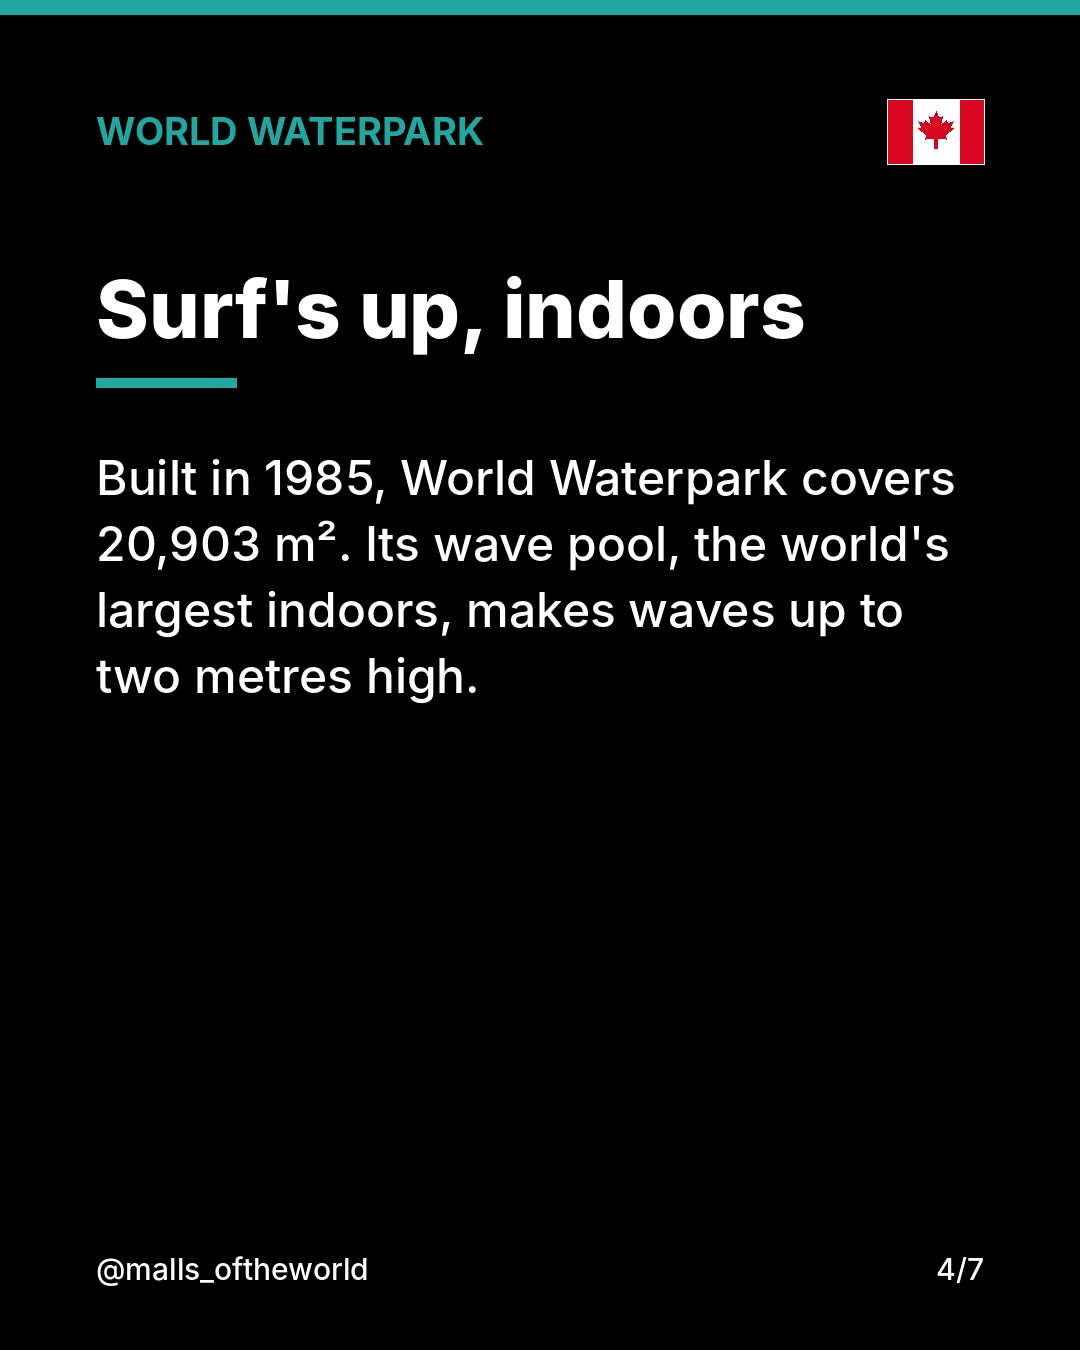 WORLD WATERPARK
Surf's up, indoors
Built in 1985, World Waterpark covers
20,903 m². Its wave pool, the world's
largest indoors, makes waves up to
two metres high.
@malls_oftheworld
4/7